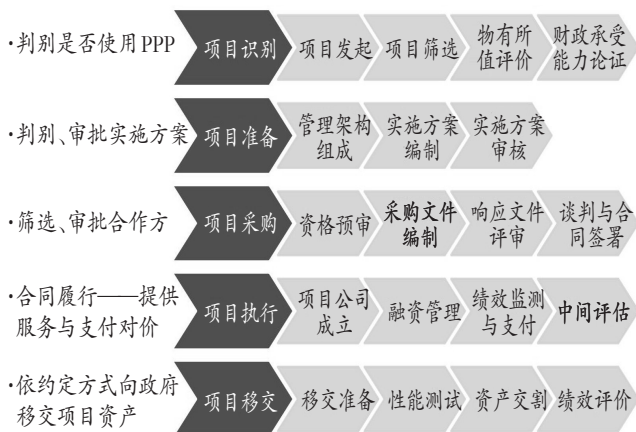 ·判别是否使用PPP
项目识别
项目发起
项目筛选
物有所
值评价
财政承受
能力论证
·判别、审批实施方案
项目准备
管理架构
组成
实施方案
编制
实施方案
审核
·筛选、审批合作方
项目采购
资格预审
采购文件
编制
响应文件
评审
谈判与合
同签署
·合同履行——提供
服务与支付对价
项目执行
项目公司
成立
融资管理
绩效监测
与支付
中间评估
·依约定方式向政府
移交项目资产
项目移交
移交准备
性能测试
资产交割
绩效评价